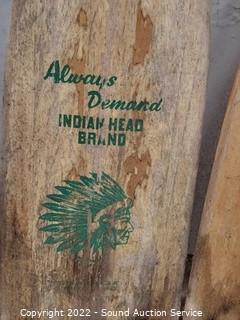 Always
Demand
INDIAN HEAD
BRAND
Copyright 2022 - Sound Auction Service